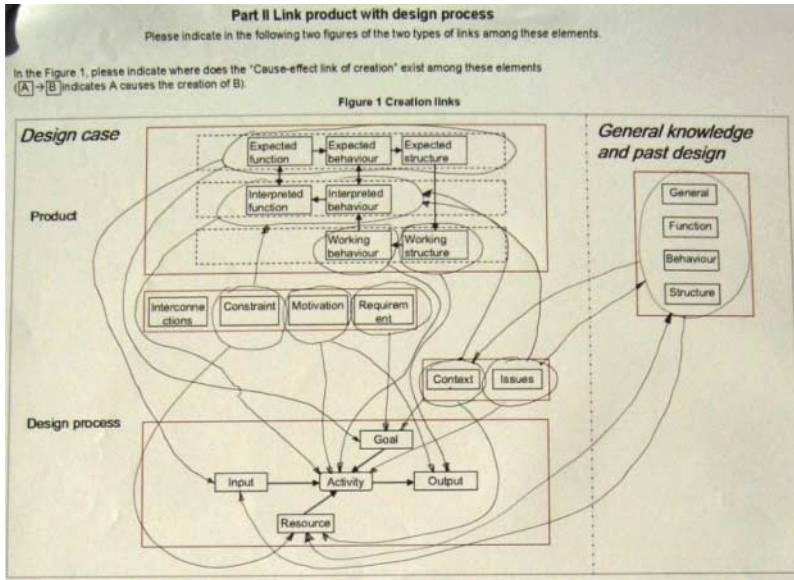 Part II Link product with design process
Please indicate in the following two figures of the two types of links among these elements.
In the Figure 1, please indicate where does the "Cause-effect link of creation" exist among these elements
(A→B indicates A causes the creation of B).
Figure 1 Creation links
Design case
General knowledge
and past design
Expected
function
Expected
behaviour
Expected
structure
Interpreted
function
Interpreted
behaviour
Product
Working
behaviour
Working
structure
General
Function
Behaviour
Structure
Interconne
ctions
Constraint
Motivation
Requirem
ent
Context
Issues
Design process
Goal
Input
Activity
Output
Resource